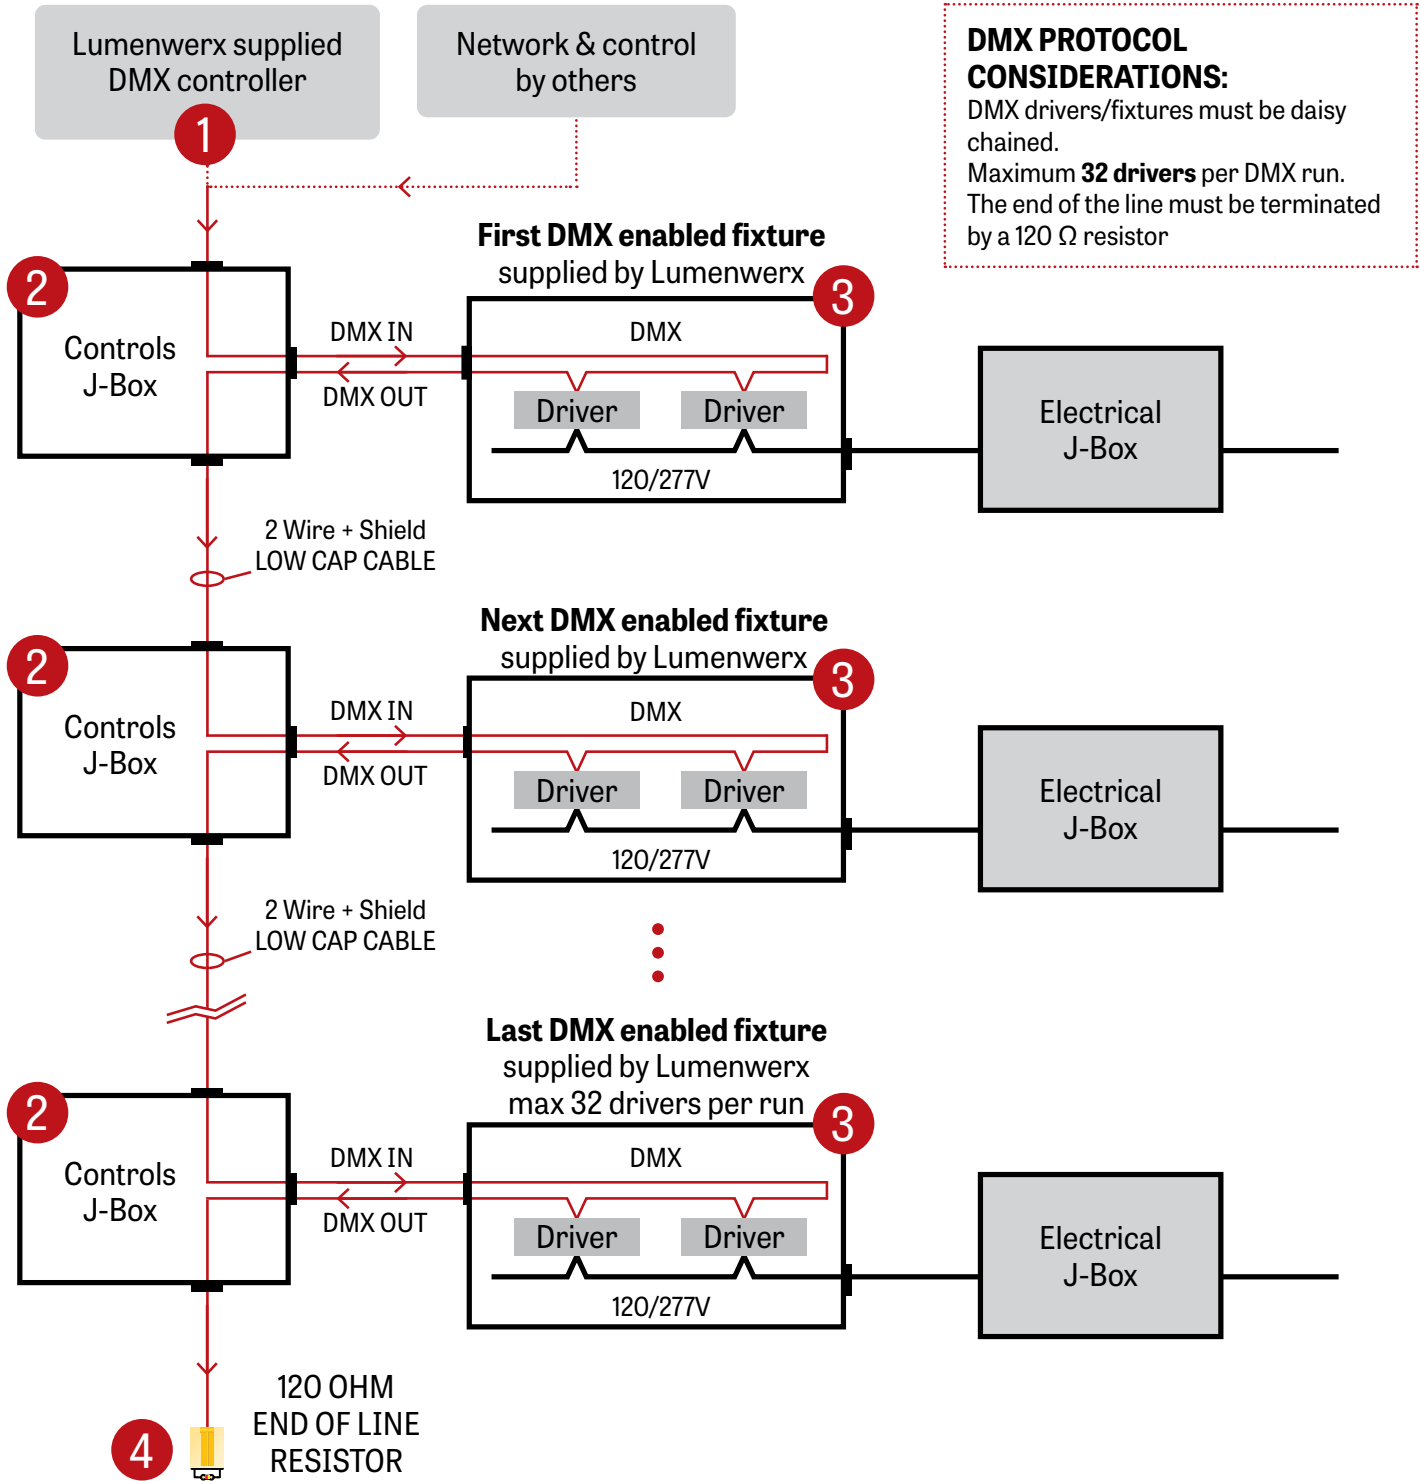 Lumenwerx supplied
DMX controller
1
Network & control
by others
DMX PROTOCOL
CONSIDERATIONS:
DMX drivers/fixtures must be daisy
chained.
Maximum 32 drivers per DMX run.
The end of the line must be terminated
by a 120 Ω resistor
First DMX enabled fixture
supplied by Lumenwerx
2
Controls
J-Box
DMX IN
DMX OUT
3
DMX
Driver
Driver
120/277V
Electrical
J-Box
2 Wire + Shield
LOW CAP CABLE
Next DMX enabled fixture
supplied by Lumenwerx
2
Controls
J-Box
DMX IN
DMX OUT
3
DMX
Driver
Driver
120/277V
Electrical
J-Box
2 Wire + Shield
LOW CAP CABLE
Last DMX enabled fixture
supplied by Lumenwerx
max 32 drivers per run
2
Controls
J-Box
DMX IN
DMX OUT
3
DMX
Driver
Driver
120/277V
Electrical
J-Box
4
120 OHM
END OF LINE
RESISTOR